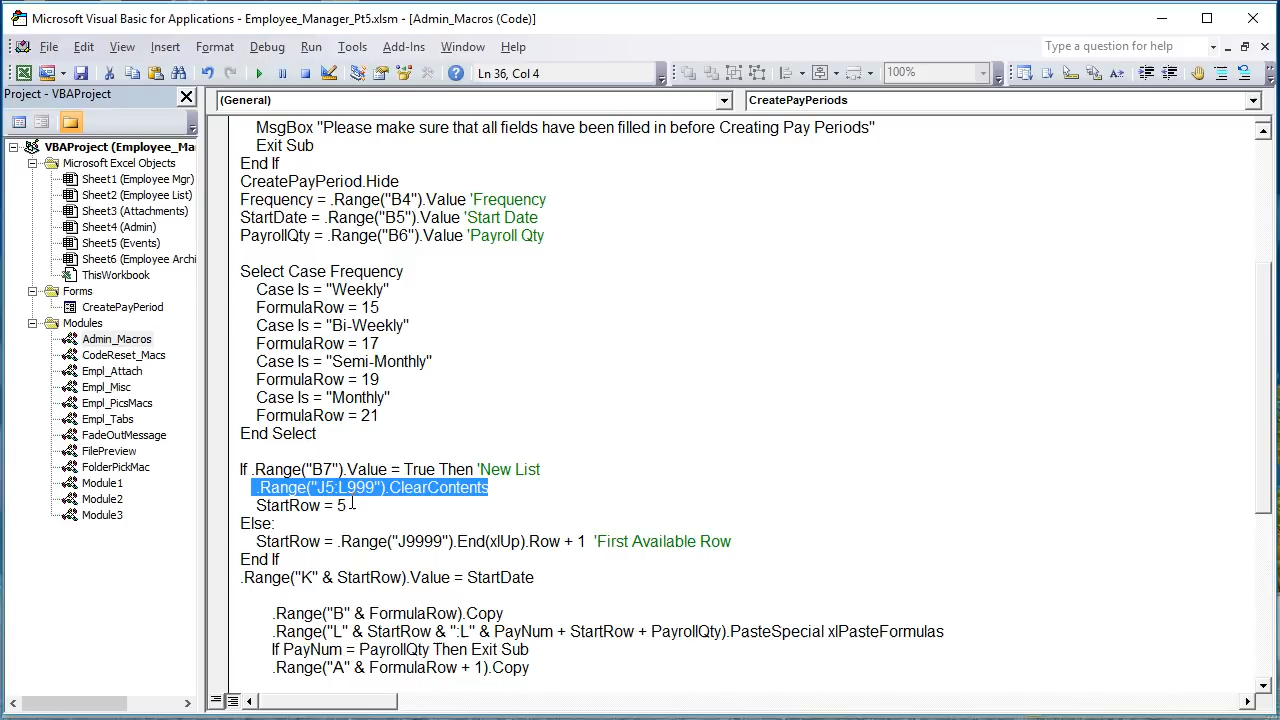 Microsoft Visual Basic for Applications - Employee_Manager_Pt5.xlsm - [Admin_Macros (Code)]
File Edit View Insert Format Debug Run Tools Add-Ins Window Help Type a question for help
Ln 36, Col 4 100%
Project - VBAProject
(General) CreatePayPeriods
VBAProject (Employee_Ma
Microsoft Excel Objects
Sheet1 (Employee Mgr)
Sheet2 (Employee List)
Sheet3 (Attachments)
Sheet4 (Admin)
Sheet5 (Events)
Sheet6 (Employee Archi
ThisWorkbook
Forms
CreatePayPeriod
Modules
Admin_Macros
CodeReset_Macs
Empl_Attach
Empl_Misc
Empl_PicsMacs
Empl_Tabs
FadeOutMessage
FilePreview
FolderPickMac
Module1
Module2
Module3
MsgBox "Please make sure that all fields have been filled in before Creating Pay Periods"
Exit Sub
End If
CreatePayPeriod.Hide
Frequency = .Range("B4").Value 'Frequency
StartDate = .Range("B5").Value 'Start Date
PayrollQty = .Range("B6").Value 'Payroll Qty
Select Case Frequency
Case Is = "Weekly"
FormulaRow = 15
Case Is = "Bi-Weekly"
FormulaRow = 17
Case Is = "Semi-Monthly"
FormulaRow = 19
Case Is = "Monthly"
FormulaRow = 21
End Select
If .Range("B7").Value = True Then 'New List
.Range("J5:L999").ClearContents
StartRow = 5
Else:
StartRow = .Range("J9999").End(xlUp).Row + 1 'First Available Row
End If
.Range("K" & StartRow).Value = StartDate
.Range("B" & FormulaRow).Copy
.Range("L" & StartRow & ":L" & PayNum + StartRow + PayrollQty).PasteSpecial xlPasteFormulas
If PayNum = PayrollQty Then Exit Sub
.Range("A" & FormulaRow + 1).Copy